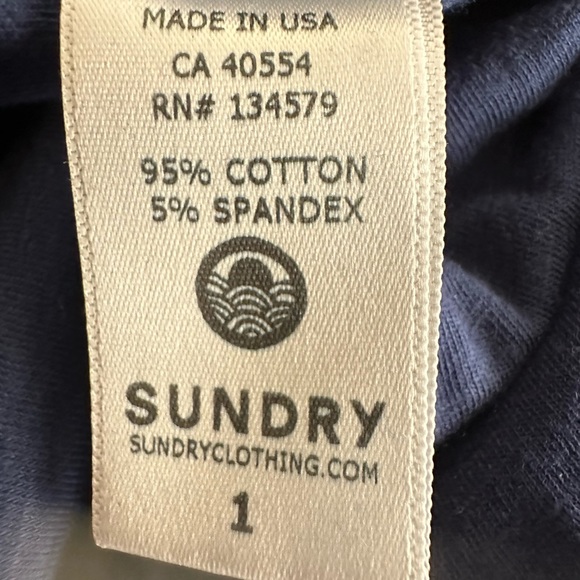 MADE IN USA
CA 40554
RN# 134579
95% COTTON
5% SPANDEX
SUNDRY
SUNDRYCLOTHING.COM
1